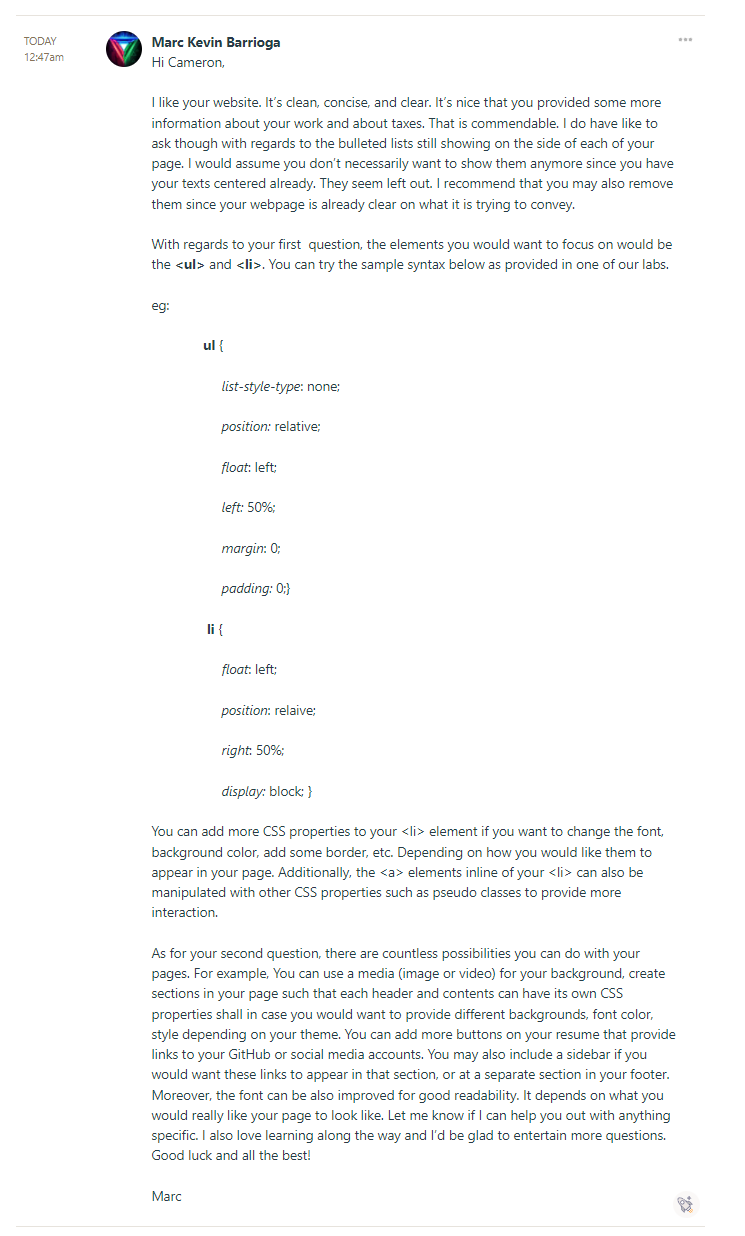 TODAY
12:47am
Marc Kevin Barrioga
Hi Cameron,
I like your website. It's clean, concise, and clear. It's nice that you provided some more
information about your work and about taxes. That is commendable. I do have like to
ask though with regards to the bulleted lists still showing on the side of each of your
page. I would assume you don't necessarily want to show them anymore since you have
your texts centered already. They seem left out. I recommend that you may also remove
them since your webpage is already clear on what it is trying to convey.
With regards to your first  question, the elements you would want to focus on would be
the <ul> and <li>. You can try the sample syntax below as provided in one of our labs.
eg:
ul {
list-style-type: none;
position: relative;
float: left;
left: 50%;
margin: 0;
padding: 0;}
li {
float: left;
position: relaive;
right: 50%;
display: block; }
You can add more CSS properties to your <li> element if you want to change the font,
background color, add some border, etc. Depending on how you would like them to
appear in your page. Additionally, the <a> elements inline of your <li> can also be
manipulated with other CSS properties such as pseudo classes to provide more
interaction.
As for your second question, there are countless possibilities you can do with your
pages. For example, You can use a media (image or video) for your background, create
sections in your page such that each header and contents can have its own CSS
properties shall in case you would want to provide different backgrounds, font color,
style depending on your theme. You can add more buttons on your resume that provide
links to your GitHub or social media accounts. You may also include a sidebar if you
would want these links to appear in that section, or at a separate section in your footer.
Moreover, the font can be also improved for good readability. It depends on what you
would really like your page to look like. Let me know if I can help you out with anything
specific. I also love learning along the way and I'd be glad to entertain more questions.
Good luck and all the best!
Marc